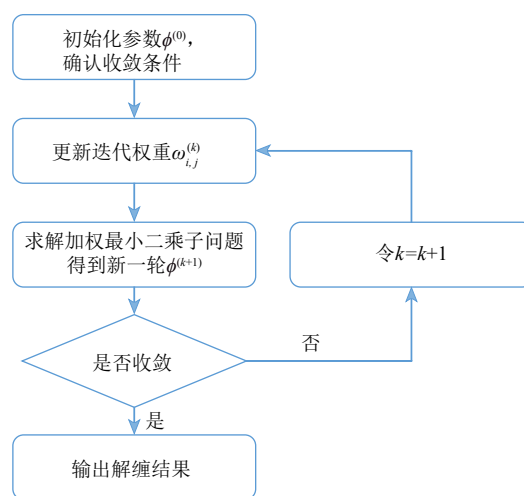 初始化参数ϕ⁽⁰⁾,
确认收敛条件
更新迭代权重ω_{i,j}^{(k)}
求解加权最小二乘子问题
得到新一轮ϕ⁽ᵏ⁺¹⁾
令k=k+1
是否收敛
否
是
输出解缠结果